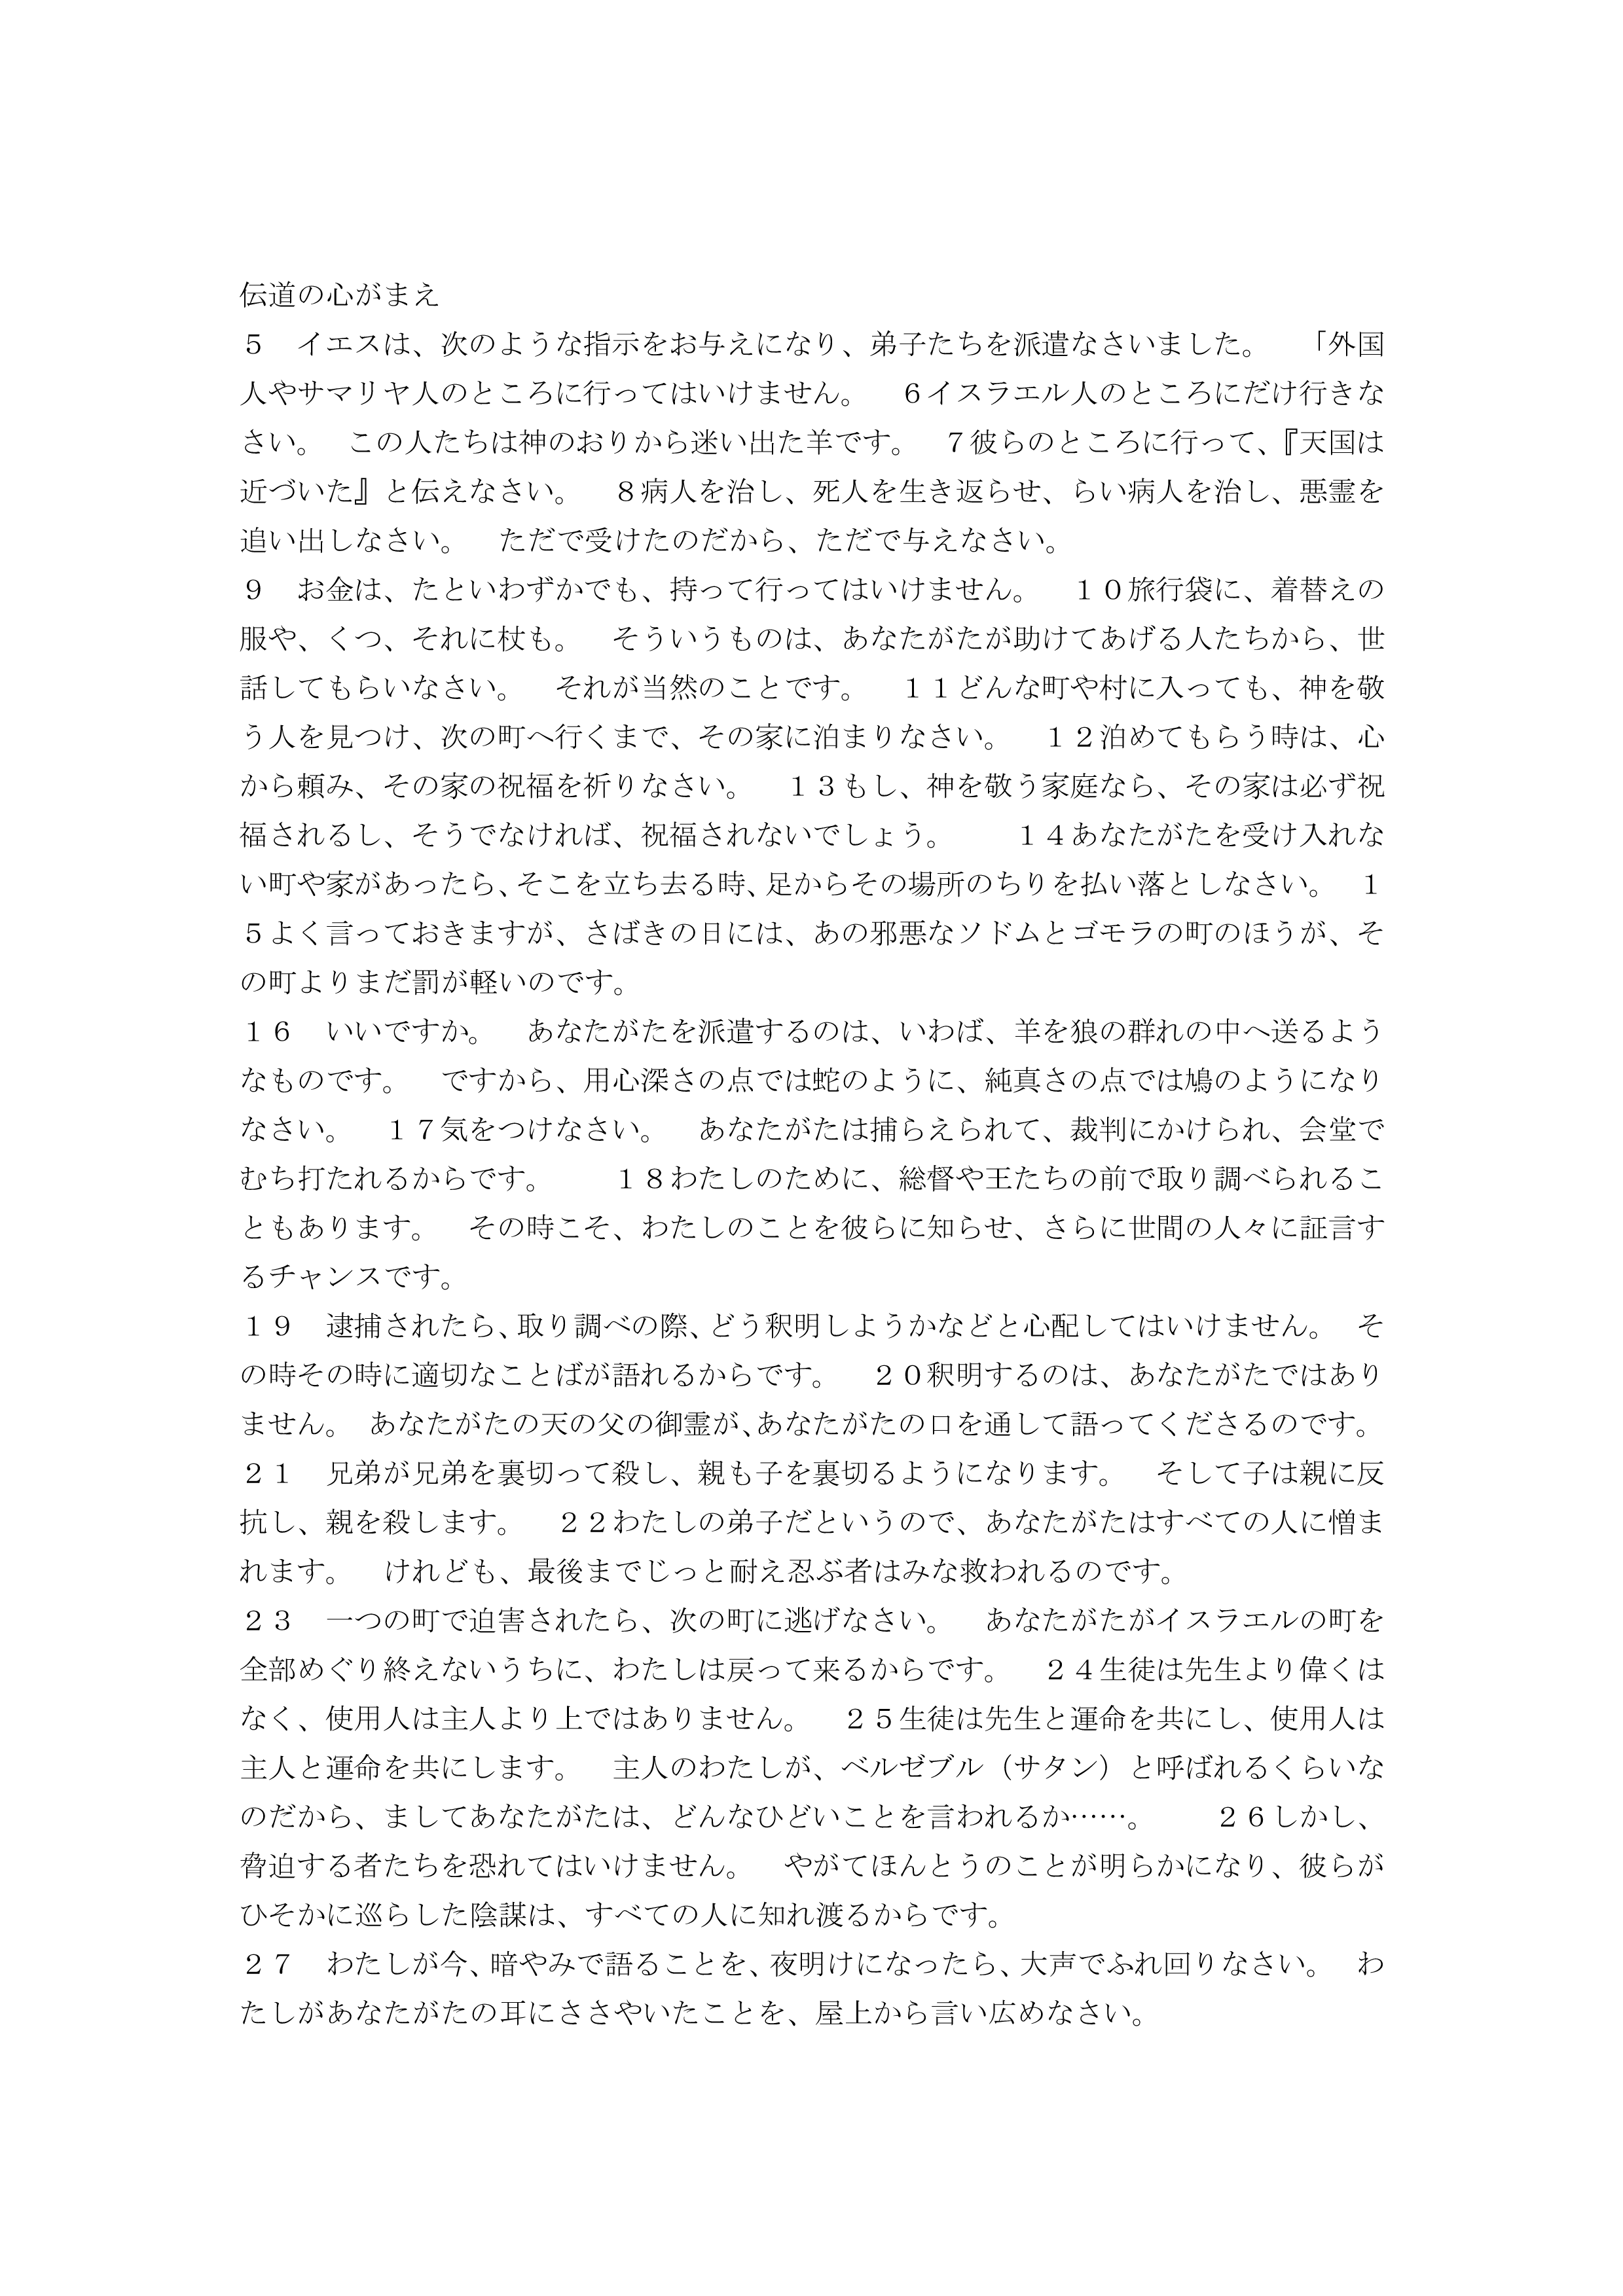 伝道の心がまえ
５　イエスは、次のような指示をお与えになり、弟子たちを派遣なさいました。　「外国
人やサマリヤ人のところに行ってはいけません。　６イスラエル人のところにだけ行きな
さい。　この人たちは神のおりから迷い出た羊です。　７彼らのところに行って、『天国は
近づいた』と伝えなさい。　８病人を治し、死人を生き返らせ、らい病人を治し、悪霊を
追い出しなさい。　ただで受けたのだから、ただで与えなさい。
９　お金は、たといわずかでも、持って行ってはいけません。　１０旅行袋に、着替えの
服や、くつ、それに杖も。　そういうものは、あなたがたが助けてあげる人たちから、世
話してもらいなさい。　それが当然のことです。　１１どんな町や村に入っても、神を敬
う人を見つけ、次の町へ行くまで、その家に泊まりなさい。　１２泊めてもらう時は、心
から頼み、その家の祝福を祈りなさい。　１３もし、神を敬う家庭なら、その家は必ず祝
福されるし、そうでなければ、祝福されないでしょう。　　１４あなたがたを受け入れな
い町や家があったら、そこを立ち去る時、足からその場所のちりを払い落としなさい。　１
５よく言っておきますが、さばきの日には、あの邪悪なソドムとゴモラの町のほうが、そ
の町よりまだ罰が軽いのです。
１６　いいですか。　あなたがたを派遣するのは、いわば、羊を狼の群れの中へ送るよう
なものです。　ですから、用心深さの点では蛇のように、純真さの点では鳩のようになり
なさい。　１７気をつけなさい。　あなたがたは捕らえられて、裁判にかけられ、会堂で
むち打たれるからです。　　１８わたしのために、総督や王たちの前で取り調べられるこ
ともあります。　その時こそ、わたしのことを彼らに知らせ、さらに世間の人々に証言す
るチャンスです。
１９　逮捕されたら、取り調べの際、どう釈明しようかなどと心配してはいけません。　そ
の時その時に適切なことばが語れるからです。　２０釈明するのは、あなたがたではあり
ません。　あなたがたの天の父の御霊が、あなたがたの口を通して語ってくださるのです。
２１　兄弟が兄弟を裏切って殺し、親も子を裏切るようになります。　そして子は親に反
抗し、親を殺します。　２２わたしの弟子だというので、あなたがたはすべての人に憎ま
れます。　けれども、最後までじっと耐え忍ぶ者はみな救われるのです。
２３　一つの町で迫害されたら、次の町に逃げなさい。　あなたがたがイスラエルの町を
全部めぐり終えないうちに、わたしは戻って来るからです。　２４生徒は先生より偉くは
なく、使用人は主人より上ではありません。　２５生徒は先生と運命を共にし、使用人は
主人と運命を共にします。　主人のわたしが、ベルゼブル（サタン）と呼ばれるくらいな
のだから、ましてあなたがたは、どんなひどいことを言われるか……。　　２６しかし、
脅迫する者たちを恐れてはいけません。　やがてほんとうのことが明らかになり、彼らが
ひそかに巡らした陰謀は、すべての人に知れ渡るからです。
２７　わたしが今、暗やみで語ることを、夜明けになったら、大声でふれ回りなさい。　わ
たしがあなたがたの耳にささやいたことを、屋上から言い広めなさい。